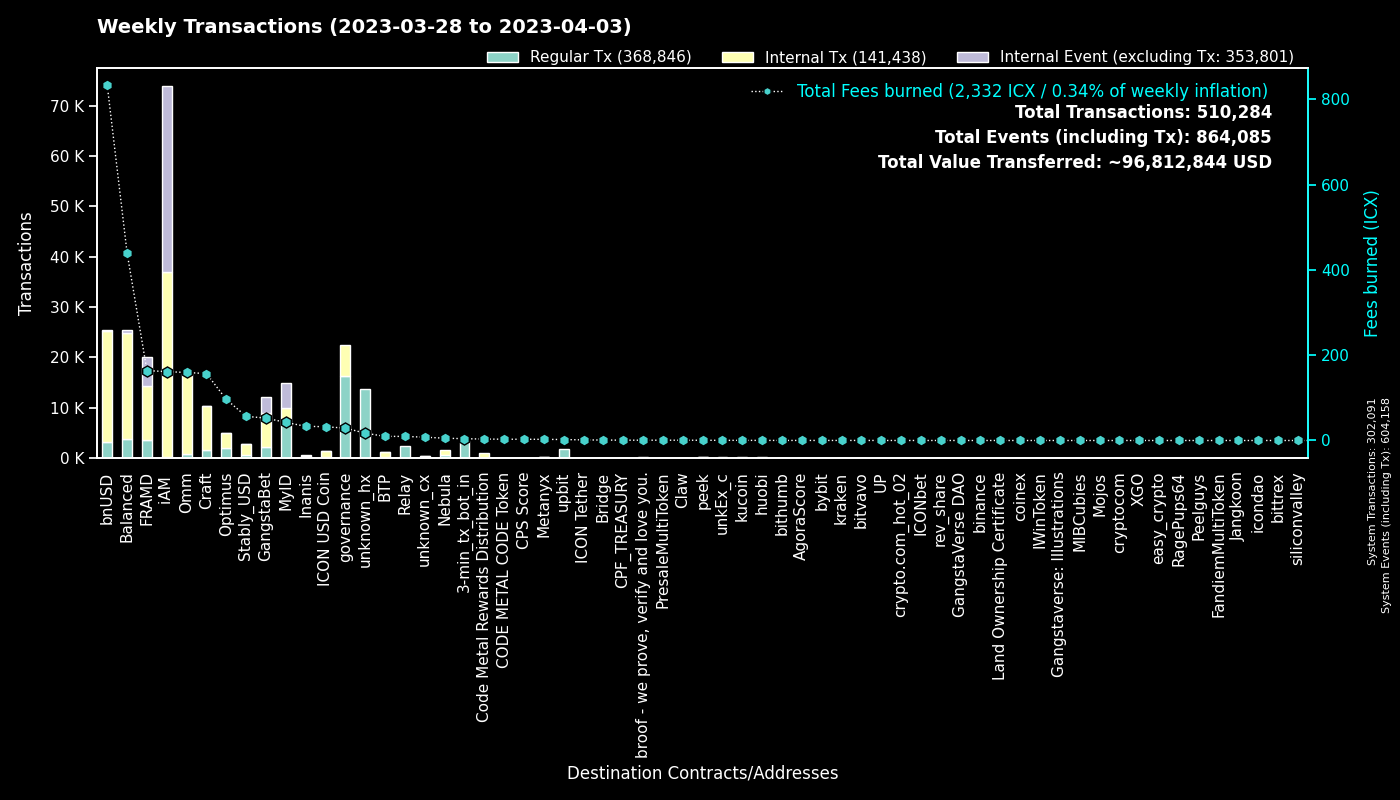 Weekly Transactions (2023-03-28 to 2023-04-03)
Regular Tx (368,846)
Internal Tx (141,438)
Internal Event (excluding Tx: 353,801)
Total Fees burned (2,332 ICX / 0.34% of weekly inflation)
Total Transactions: 510,284
Total Events (including Tx): 864,085
Total Value Transferred: ~96,812,844 USD
Transactions
70 K
60 K
50 K
40 K
30 K
20 K
10 K
0 K
800
600
400
200
0
Fees burned (ICX)
System Transactions: 302,091
System Events (including Tx): 604,158
bnUSD
Balanced
FRAMD
iAM
Omm
Craft
Optimus
Stably_USD
GangstaBet
MyID
Inanis
ICON USD Coin
governance
unknown_hx
BTP
Relay
unknown_cx
Nebula
3-min_tx_bot_in
Code Metal Rewards Distribution
CODE METAL CODE Token
CPS Score
Metanyx
upbit
ICON Tether
Bridge
CPF_TREASURY
broof - we prove, verify and love you.
PresaleMultiToken
Claw
peek
unkEx_c
kucoin
huobi
bithumb
AgoraScore
bybit
kraken
bitvavo
UP
crypto.com_hot_02
ICONbet
rev_share
GangstaVerse DAO
binance
Land Ownership Certificate
coinex
Gangstaverse: Illustrations
IWinToken
MIBCubies
Mojos
cryptocom
XGO
easy_crypto
RagePups64
Peelguys
FandiemMultiToken
Jangkoon
icondao
bittrex
siliconvalley
Destination Contracts/Addresses